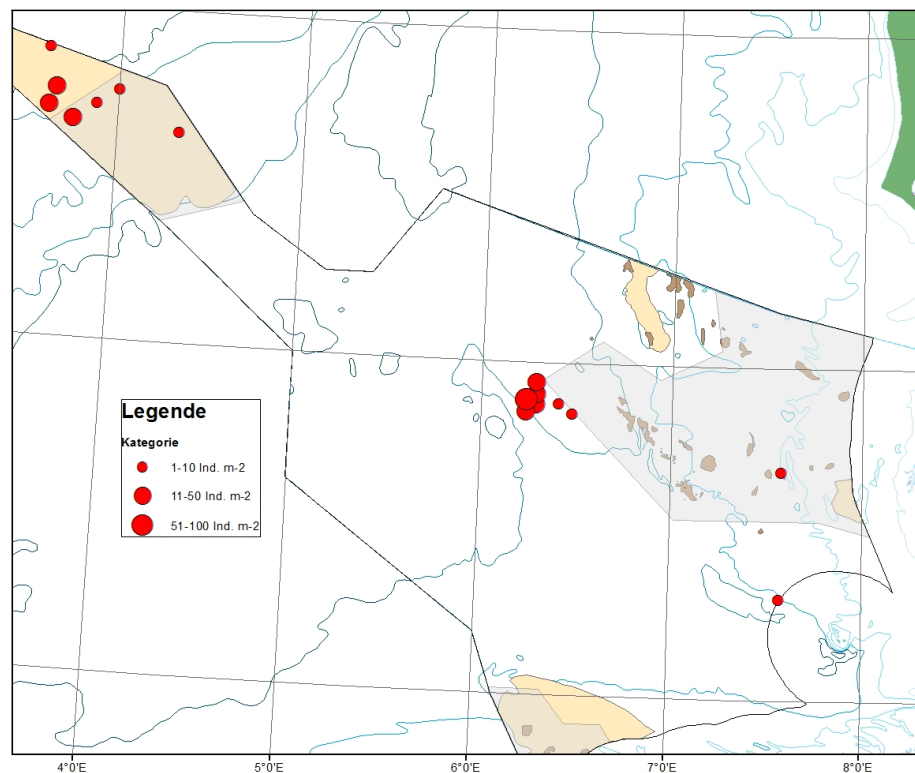 Legende
Kategorie
1-10 Ind. m-2
11-50 Ind. m-2
51-100 Ind. m-2
4°0'E
5°0'E
6°0'E
7°0'E
8°0'E